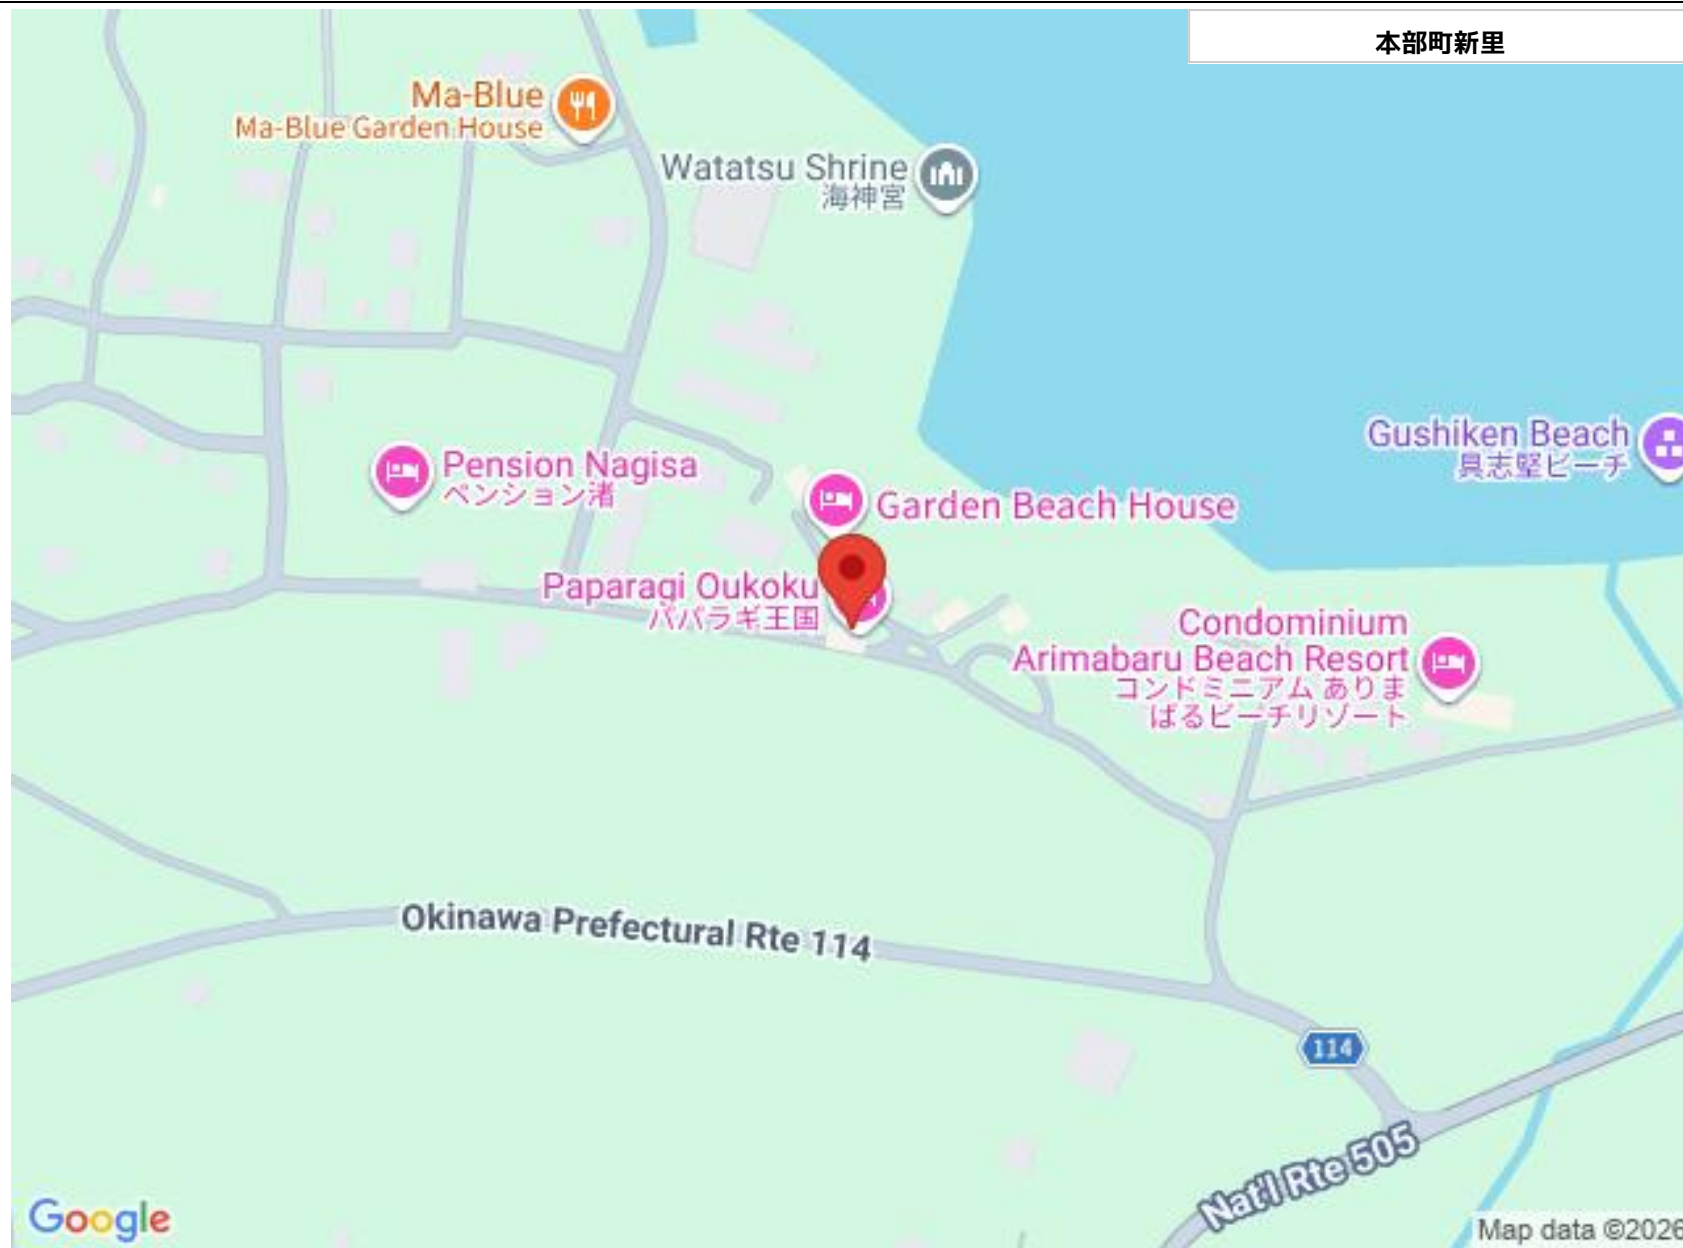 本部町新里
Ma-Blue
Ma-Blue Garden House
Watatsu Shrine
海神宮
Gushiken Beach
具志堅ビーチ
Pension Nagisa
ペンション渚
Garden Beach House
Paparagi Oukoku
パパラギ王国
Condominium
Arimabaru Beach Resort
コンドミニアム ありま
ばるビーチリゾート
Okinawa Prefectural Rte 114
114
Nat'l Rte 505
Google
Map data ©2026